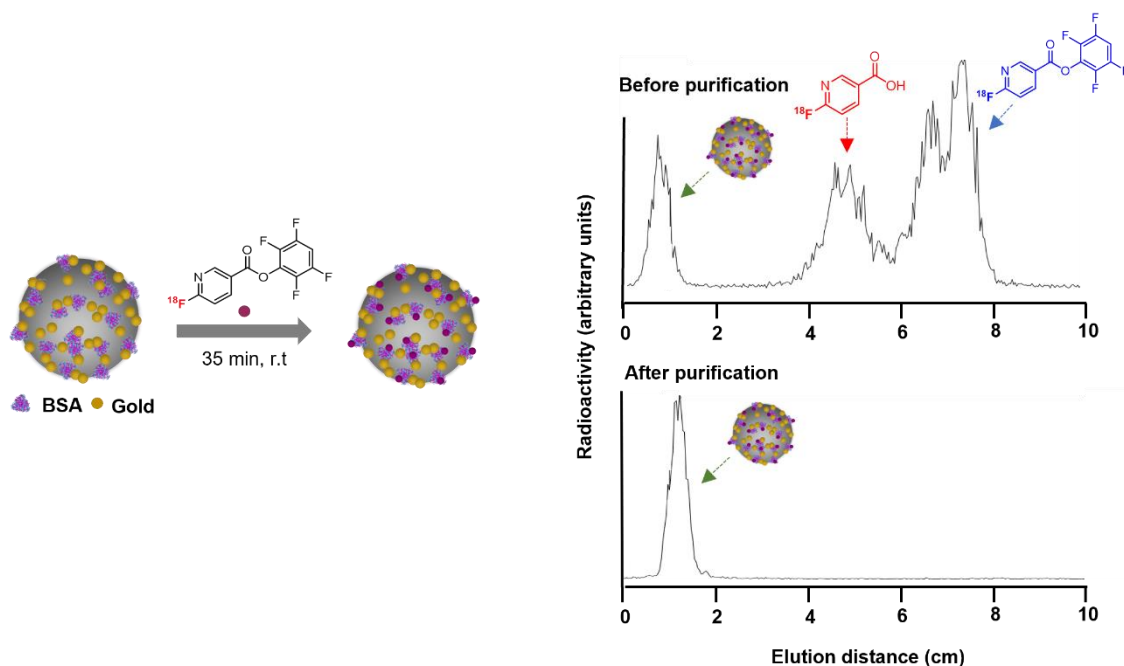 18F
N
O
O
F
F
F
F
35 min, r.t
BSA
Gold
Radioactivity (arbitrary units)
Before purification
18F
N
O
OH
18F
N
O
O
F
F
F
F
0
2
4
6
8
10
After purification
0
2
4
6
8
10
Elution distance (cm)